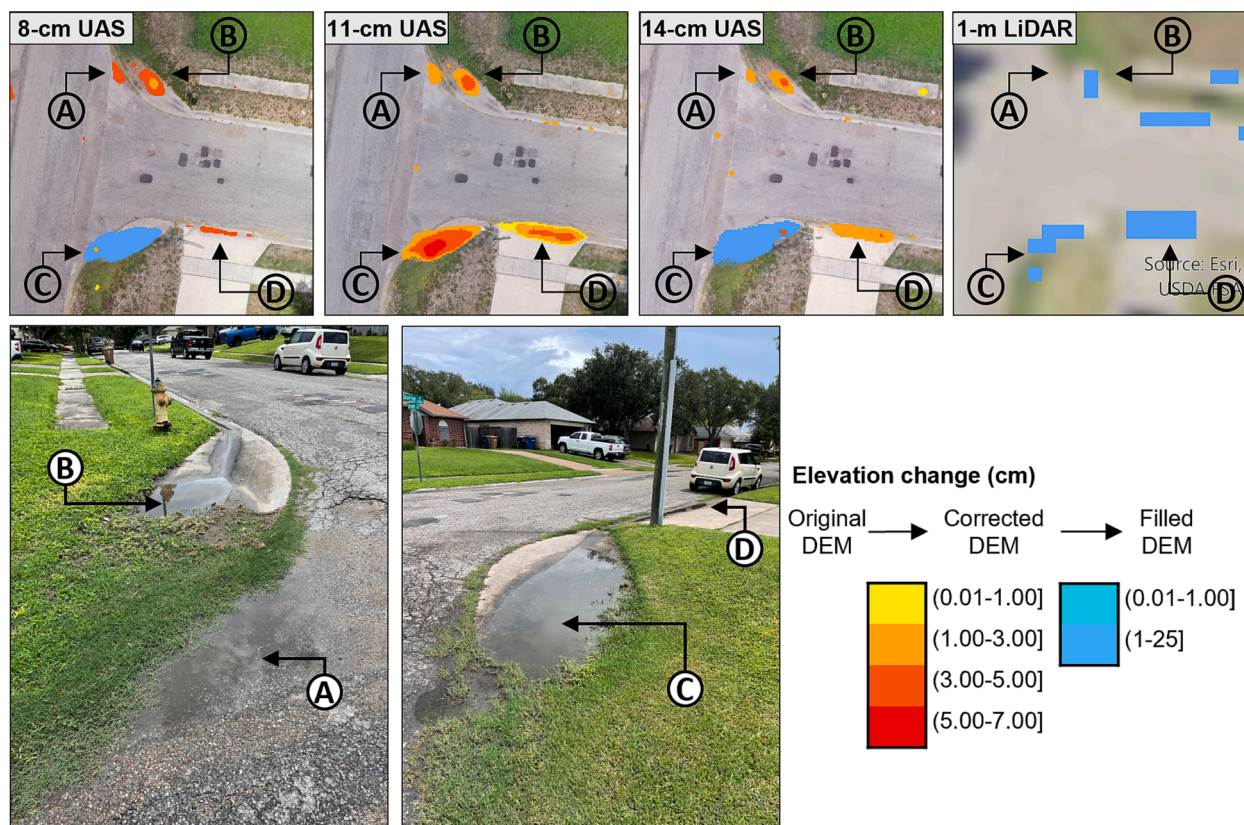 8-cm UAS
B
A
C
D
11-cm UAS
B
A
C
D
14-cm UAS
B
A
C
D
1-m LiDAR
B
A
C
Source: Esri,
USDA FSA
D
B
A
D
C
Elevation change (cm)
Original
DEM
Corrected
DEM
Filled
DEM
(0.01-1.00]
(1.00-3.00]
(3.00-5.00]
(5.00-7.00]
(0.01-1.00]
(1-25]